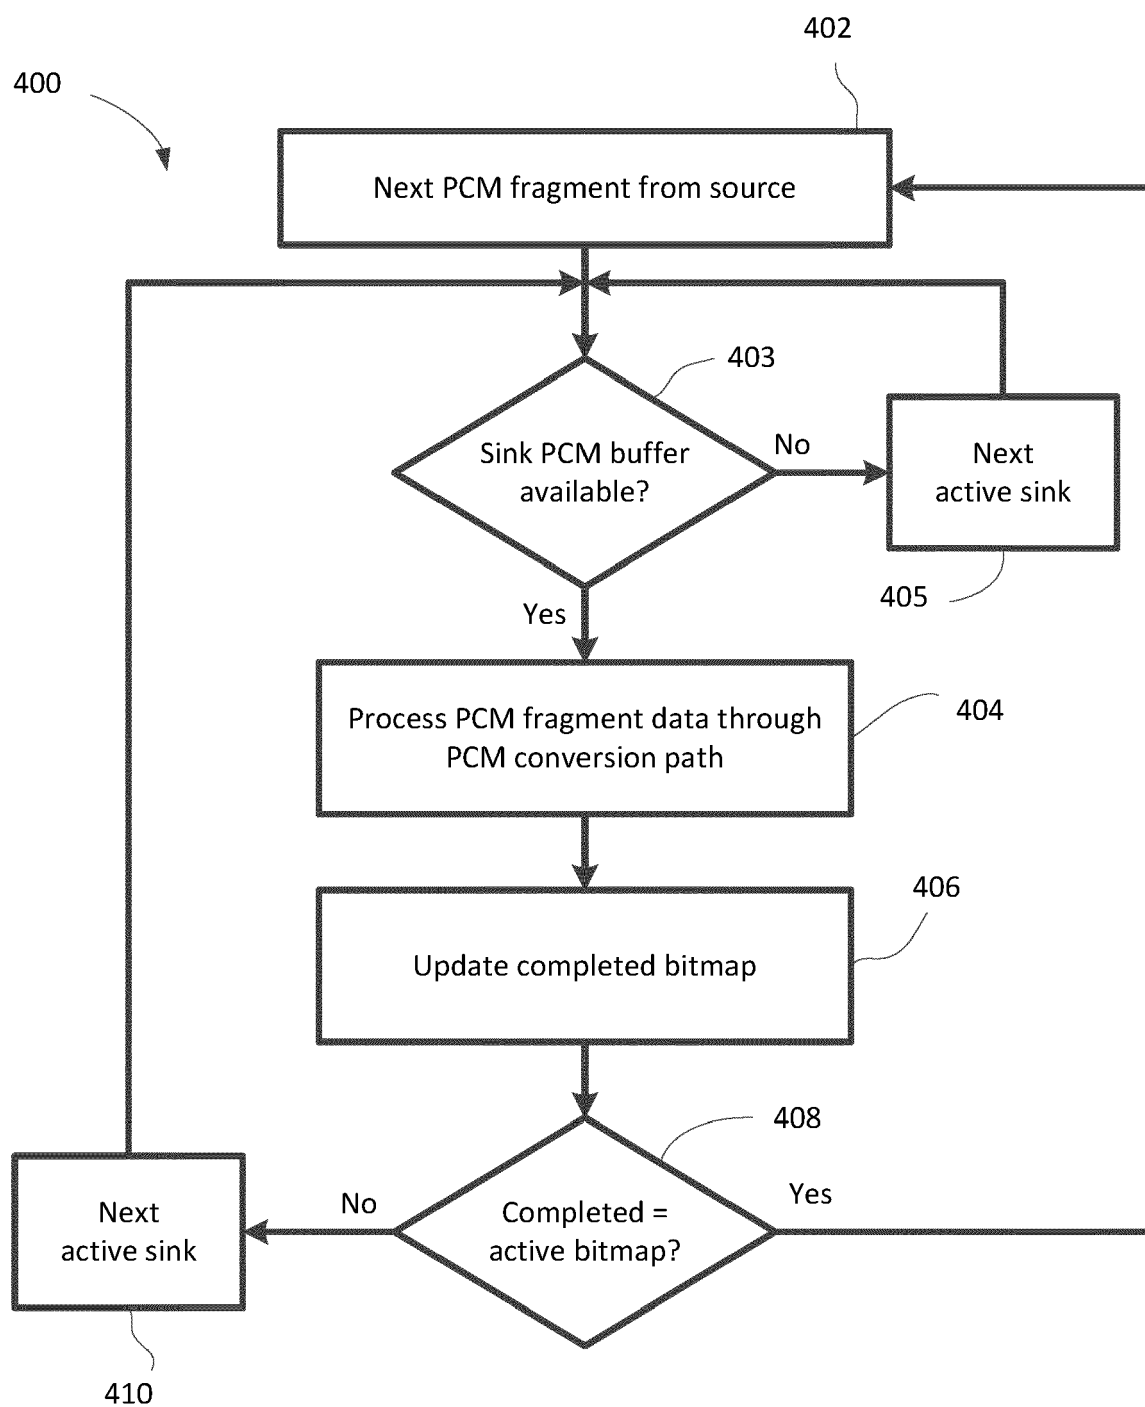 402
400
Next PCM fragment from source
403
Sink PCM buffer
available?
No
Next
active sink
405
Yes
Process PCM fragment data through
PCM conversion path
404
406
Update completed bitmap
408
Completed =
active bitmap?
No
Yes
Next
active sink
410